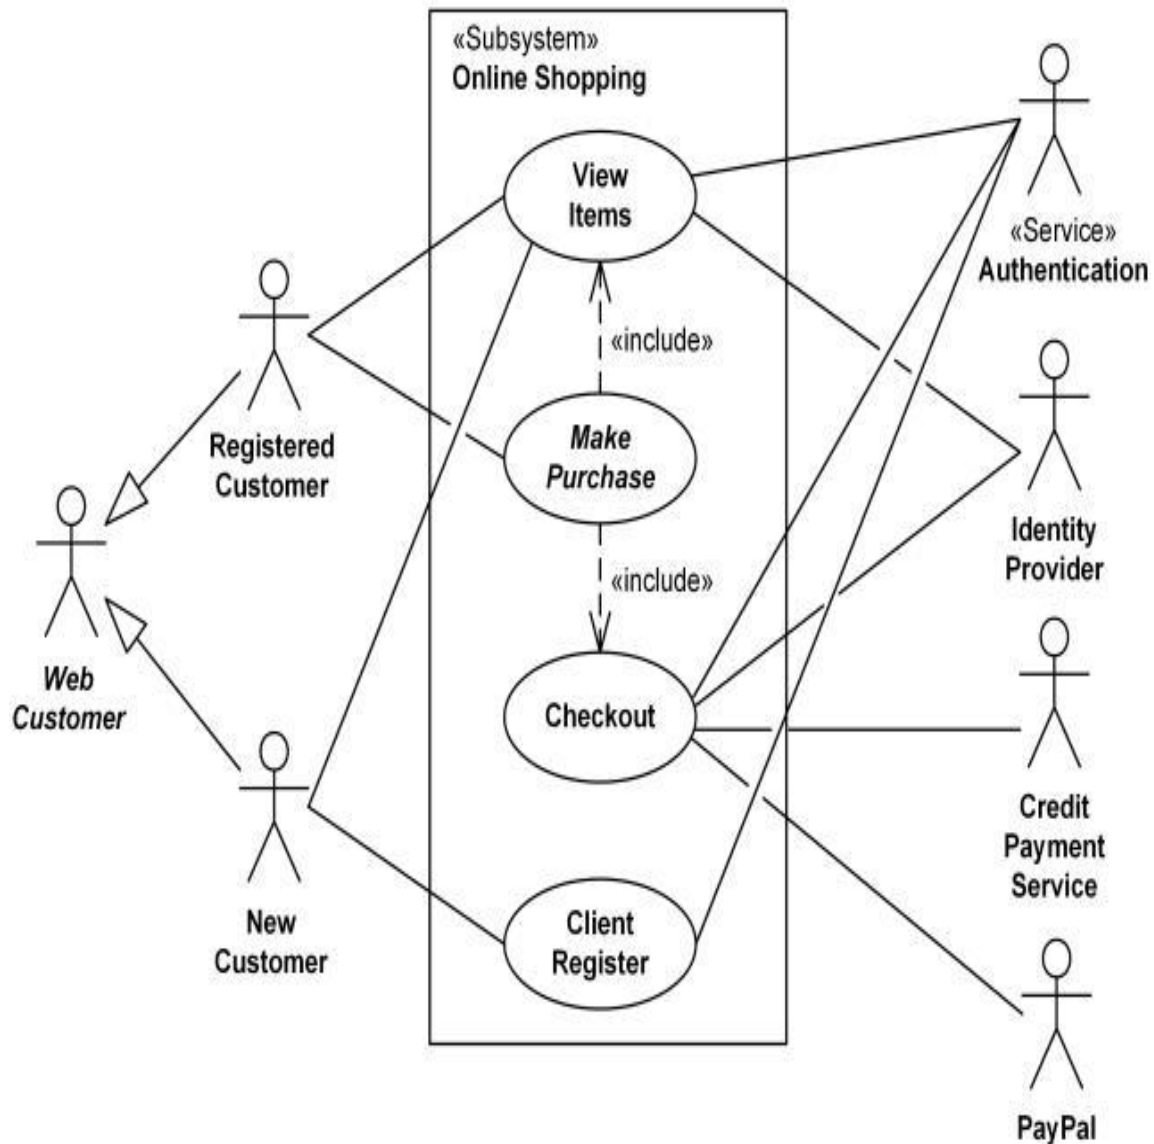 «Subsystem»
Online Shopping
View
Items
«include»
Make
Purchase
«include»
Checkout
Client
Register
Registered
Customer
Web
Customer
New
Customer
«Service»
Authentication
Identity
Provider
Credit
Payment
Service
PayPal